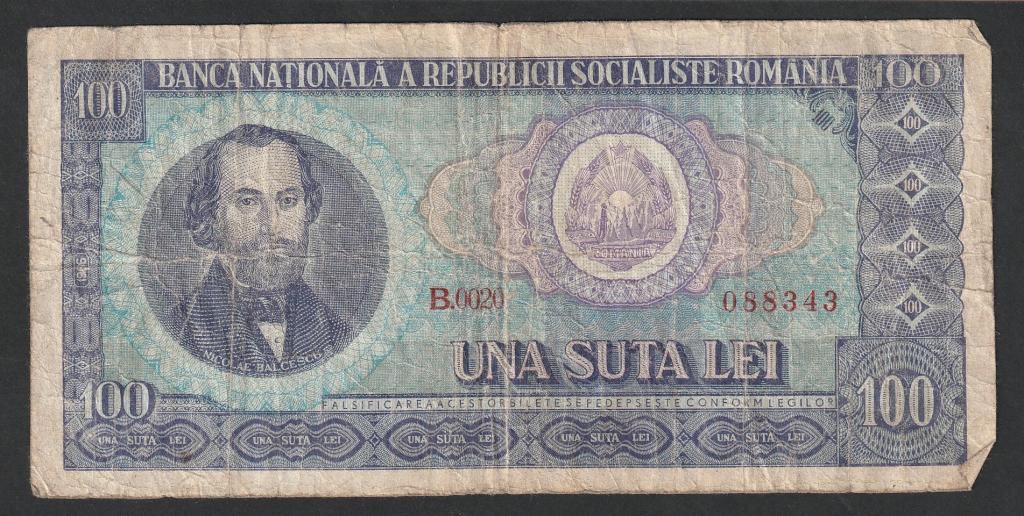 BANCA NATIONALĂ A REPUBLICII SOCIALISTE ROMÂNIA
100
100
100
100
100
100
100
1966
B.0020
088343
NICOLAE BALCESCU
UNA SUTA LEI
100
100
FALSIFICAREA ACESTOR BILETE SE PEDEPSESTE CONFORM LEGILOR
UNA SUTA LEI
UNA SUTA LEI
UNA SUTA LEI
UNA SUTA LEI
UNA SUTA LEI